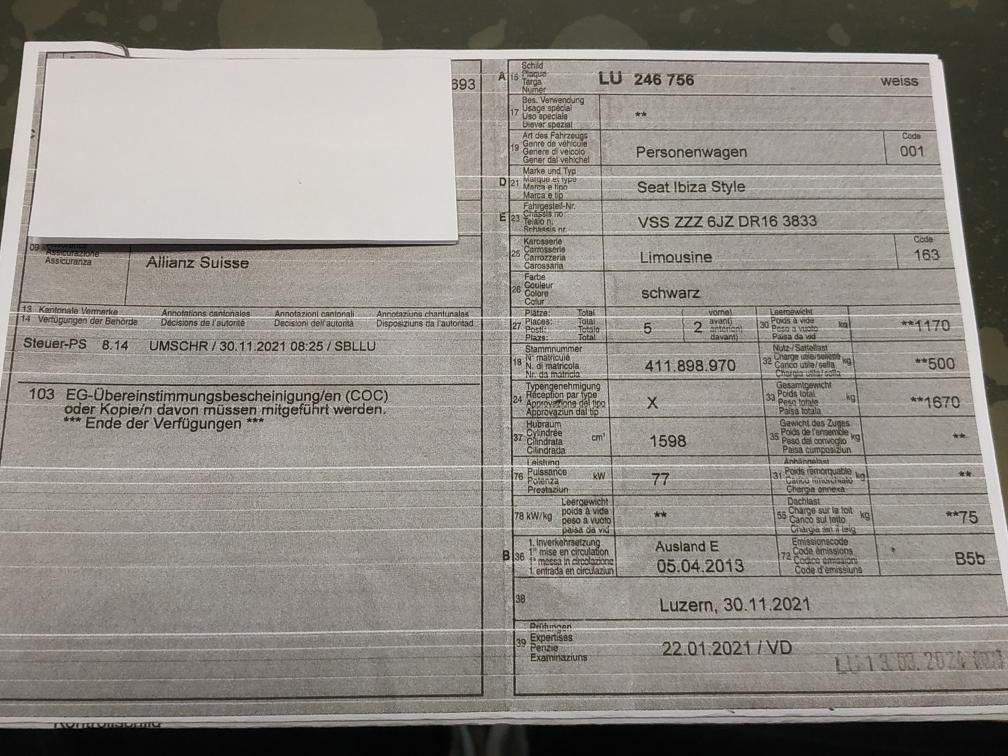 693
09
Assicurazione
Assicuranza
Allianz Suisse
13 Kantonale Vermerke Annotations cantonales Annotazioni cantonali Annotaziuns chantunalas
14 Verfügungen der Behörde Décisions de l'autorité Decisioni dell'autorità Disposiziuns da l'autoritad
Steuer-PS 8.14 UMSCHR / 30.11.2021 08:25 / SBLLU
103 EG-Übereinstimmungsbescheinigung/en (COC)
oder Kopie/n davon müssen mitgeführt werden.
*** Ende der Verfügungen ***
A 15 Schild Plaque Targa Numer LU 246 756 weiss
17 Bes. Verwendung Usage spécial Uso speciale Diever spezial **
19 Art des Fahrzeugs Genre de véhicule Genere di veicolo Gener dal vehichel Personenwagen Code 001
D 21 Marke und Typ Marque et type Marca e tipo Marca e tip Seat Ibiza Style
E 23 Fahrgestell-Nr. Châssis no Telaio n. Schassis nr. VSS ZZZ 6JZ DR16 3833
25 Karosserie Carrosserie Carrozzeria Carossaria Limousine Code 163
26 Farbe Couleur Colore Colur schwarz
27 Plätze: Total Places: Total Posti: Totale Plazs: Total 5 2 vorne) avant) anteriori) davant) 30 Leergewicht Poids à vide Peso a vuoto Paisa da vid kg **1170
18 Stammnummer N° matricule N. di matricola Nr. da matricla 411.898.970 32 Nutz-/Sattellast Charge utile/sellette Carico utile/sella Chargia utila/sella kg **500
24 Typengenehmigung Réception par type Approvazione del tipo Approvaziun dal tip X 33 Gesamtgewicht Poids total Peso totale Paisa totala kg **1670
37 Hubraum Cylindrée Cilindrata Cilindrada cm³ 1598 35 Gewicht des Zuges Poids de l'ensemble Peso del convoglio Paisa cumposiziun kg **
76 Leistung Puissance Potenza Prestaziun kW 77 31 Anhängelast Poids remorquable Carico rimorchiato Chargia annexa kg **
78 kW/kg Leergewicht poids à vide peso a vuoto paisa da vid ** 55 Dachlast Charge sur le toit Carico sul tetto Chargia sin il tetg kg **75
B 36 1. Inverkehrsetzung 1re mise en circulation 1a messa in circolazione 1. entrada en circulaziun Ausland E 05.04.2013 72 Emissionscode Code émissions Codice emissioni Code d'emissiuns B5b
38 Luzern, 30.11.2021
39 Prüfungen Expertises Perizie Examinaziuns 22.01.2021 / VD
LU 13.03.2024
Kontrollschild